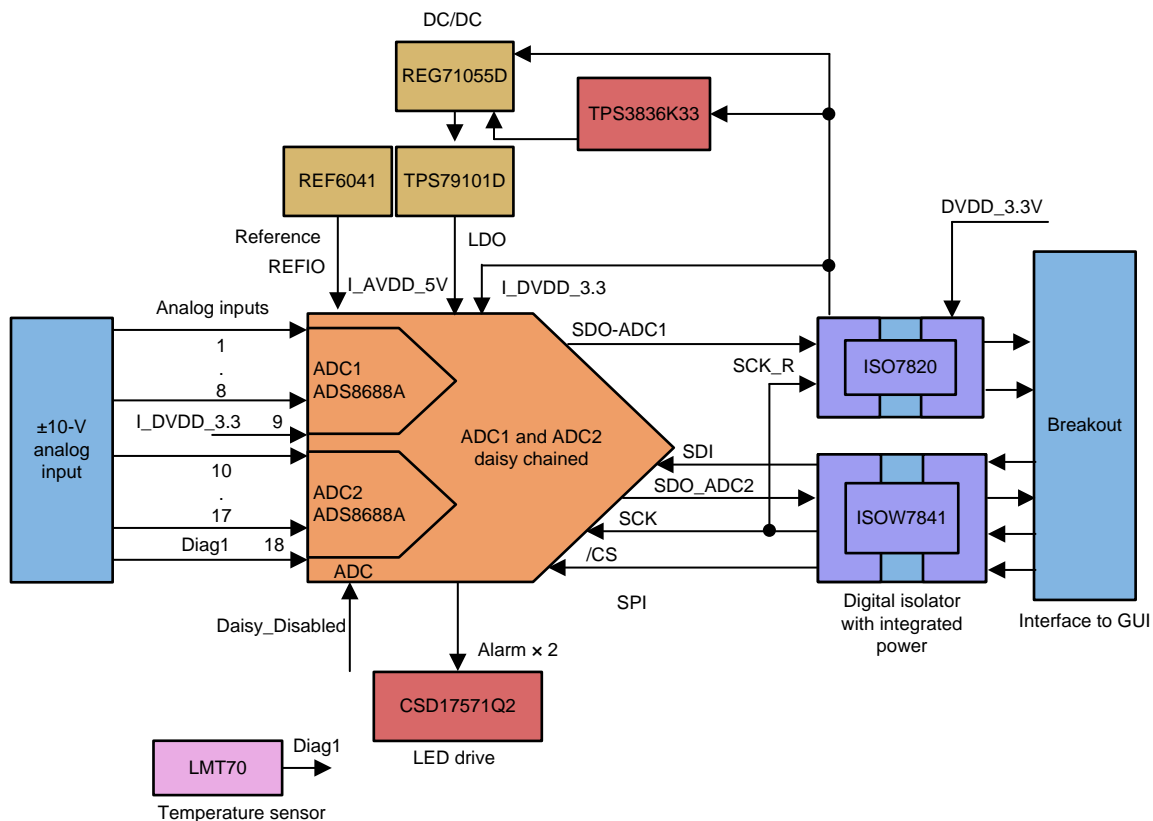 DC/DC
REG71055D
TPS3836K33
REF6041
TPS79101D
DVDD_3.3V
Reference
LDO
REFIO
I_AVDD_5V
I_DVDD_3.3
Analog inputs
SDO-ADC1
1
.
8
ADC1
ADS8688A
SCK_R
ISO7820
I_DVDD_3.3
9
±10-V
analog
input
ADC1 and ADC2
daisy chained
Breakout
SDI
10
.
17
ADC2
ADS8688A
SDO_ADC2
ISOW7841
SCK
Diag1
18
/CS
ADC
SPI
Digital isolator
with integrated
power
Interface to GUI
Daisy_Disabled
Alarm × 2
CSD17571Q2
LED drive
LMT70
Diag1
Temperature sensor